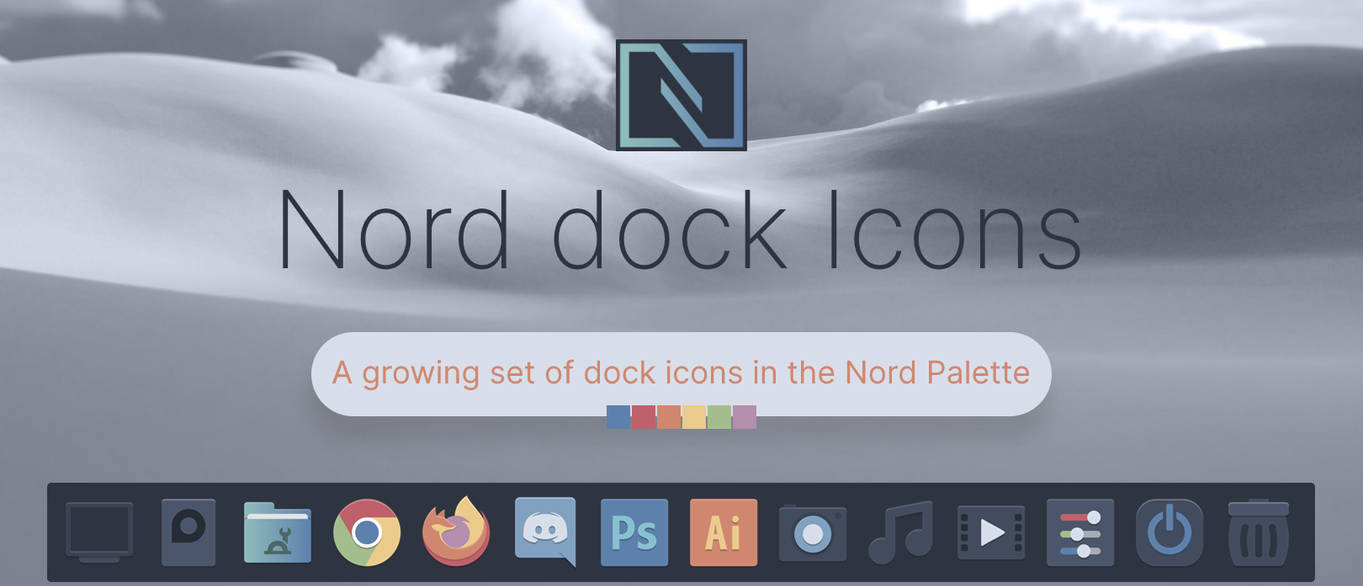 N
Nord dock Icons
A growing set of dock icons in the Nord Palette
Ps
Ai